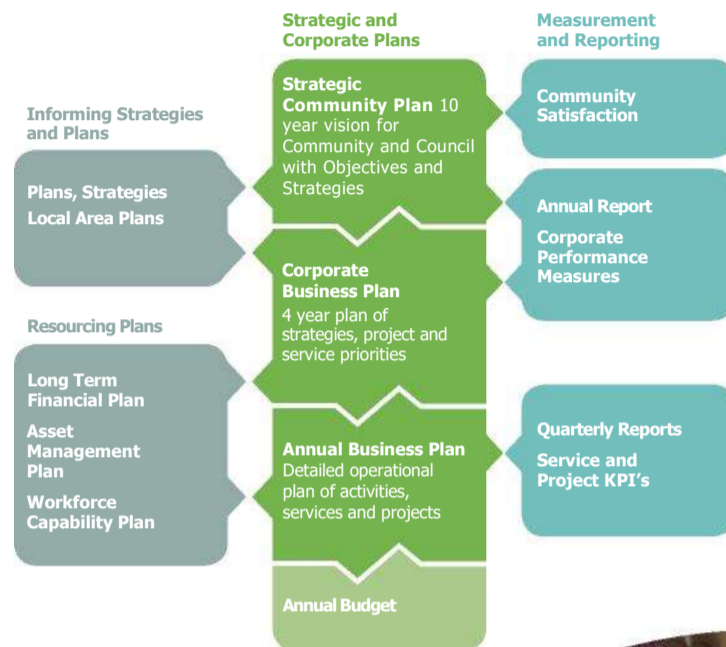 Informing Strategies
and Plans
Plans, Strategies
Local Area Plans
Resourcing Plans
Long Term
Financial Plan
Asset
Management
Plan
Workforce
Capability Plan
Strategic and
Corporate Plans
Strategic
Community Plan 10
year vision for
Community and Council
with Objectives and
Strategies
Corporate
Business Plan
4 year plan of
strategies, project and
service priorities
Annual Business Plan
Detailed operational
plan of activities,
services and projects
Annual Budget
Measurement
and Reporting
Community
Satisfaction
Annual Report
Corporate
Performance
Measures
Quarterly Reports
Service and
Project KPI's